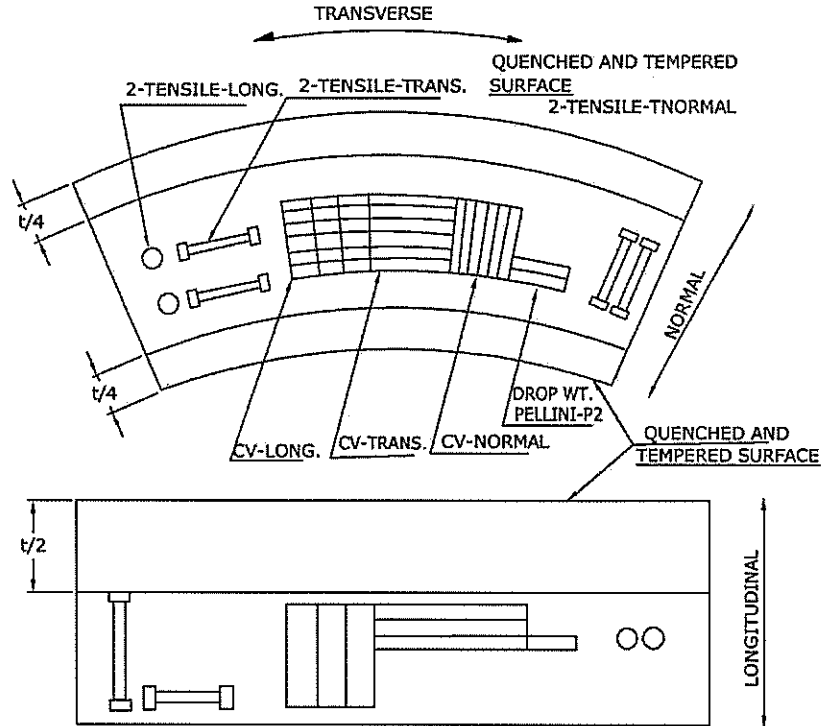 TRANSVERSE
QUENCHED AND TEMPERED
SURFACE
2-TENSILE-LONG.
2-TENSILE-TRANS.
2-TENSILE-TNORMAL
t/4
NORMAL
t/4
DROP WT.
PELLINI-P2
CV-LONG.
CV-TRANS.
CV-NORMAL
QUENCHED AND
TEMPERED SURFACE
t/2
LONGITUDINAL